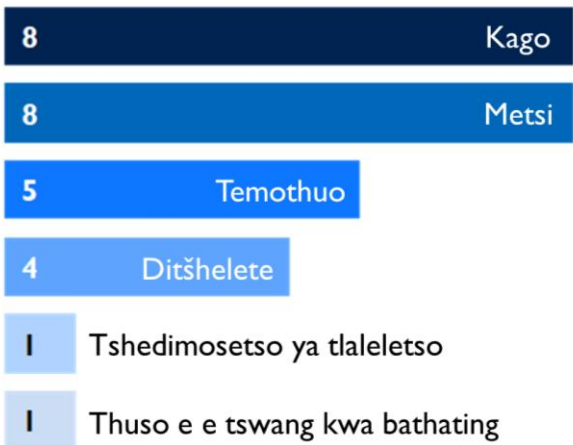 8 Kago
8 Metsi
5 Temothuo
4 Ditšhelete
1 Tshedimosetso ya tlaleletso
1 Thuso e e tswang kwa bathating